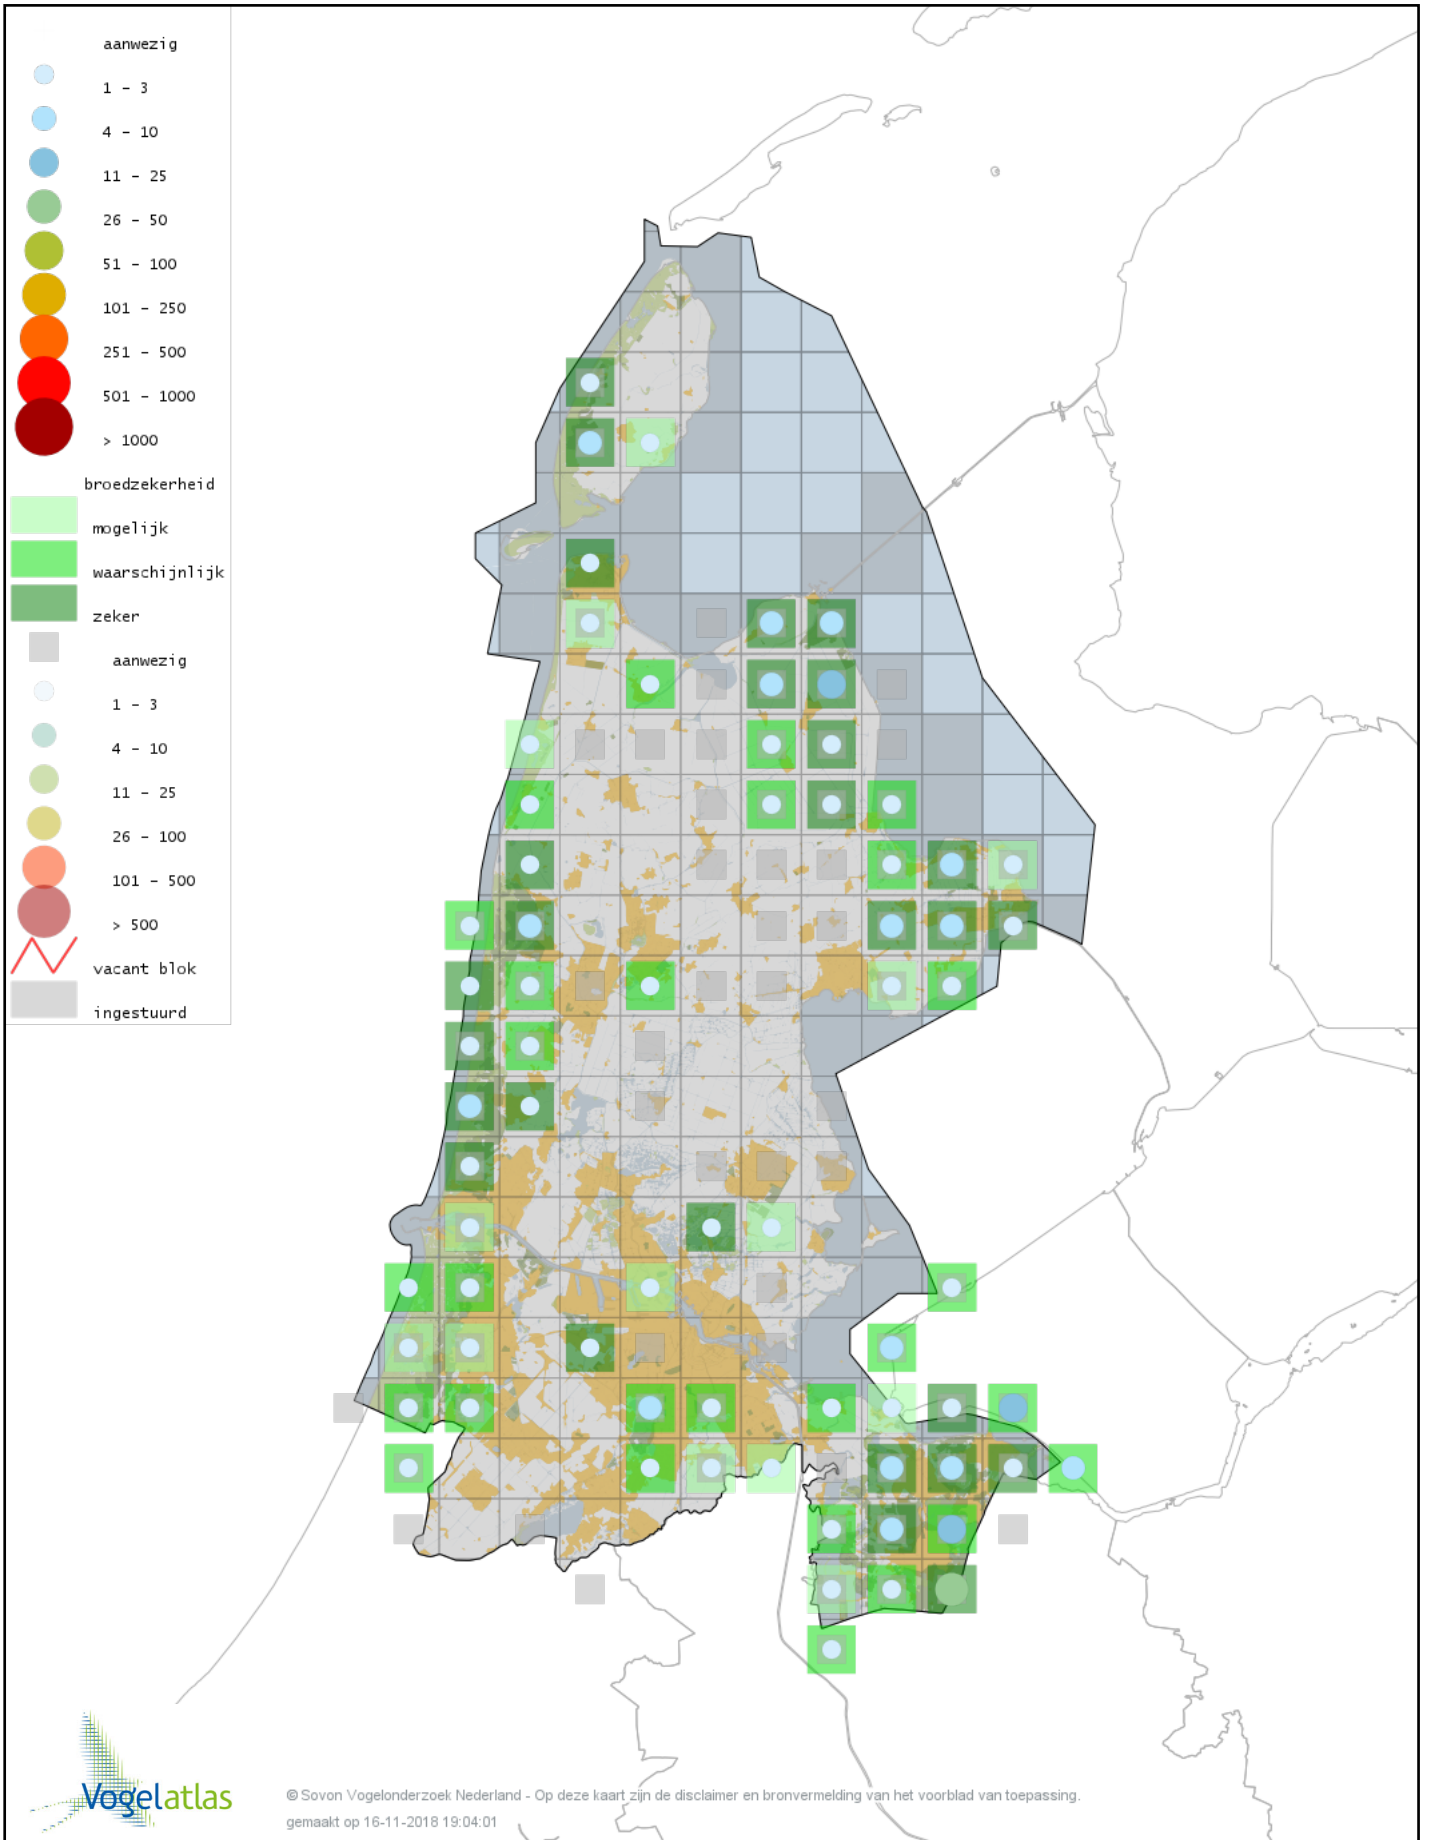 aanwezig
1 - 3
4 - 10
11 - 25
26 - 50
51 - 100
101 - 250
251 - 500
501 - 1000
> 1000
broedzekerheid
mogelijk
waarschijnlijk
zeker
aanwezig
1 - 3
4 - 10
11 - 25
26 - 100
101 - 500
> 500
vacant blok
ingestuurd
Vogelatlas
© Sovon Vogelonderzoek Nederland - Op deze kaart zijn de disclaimer en bronvermelding van het voorblad van toepassing.
gemaakt op 16-11-2018 19:04:01